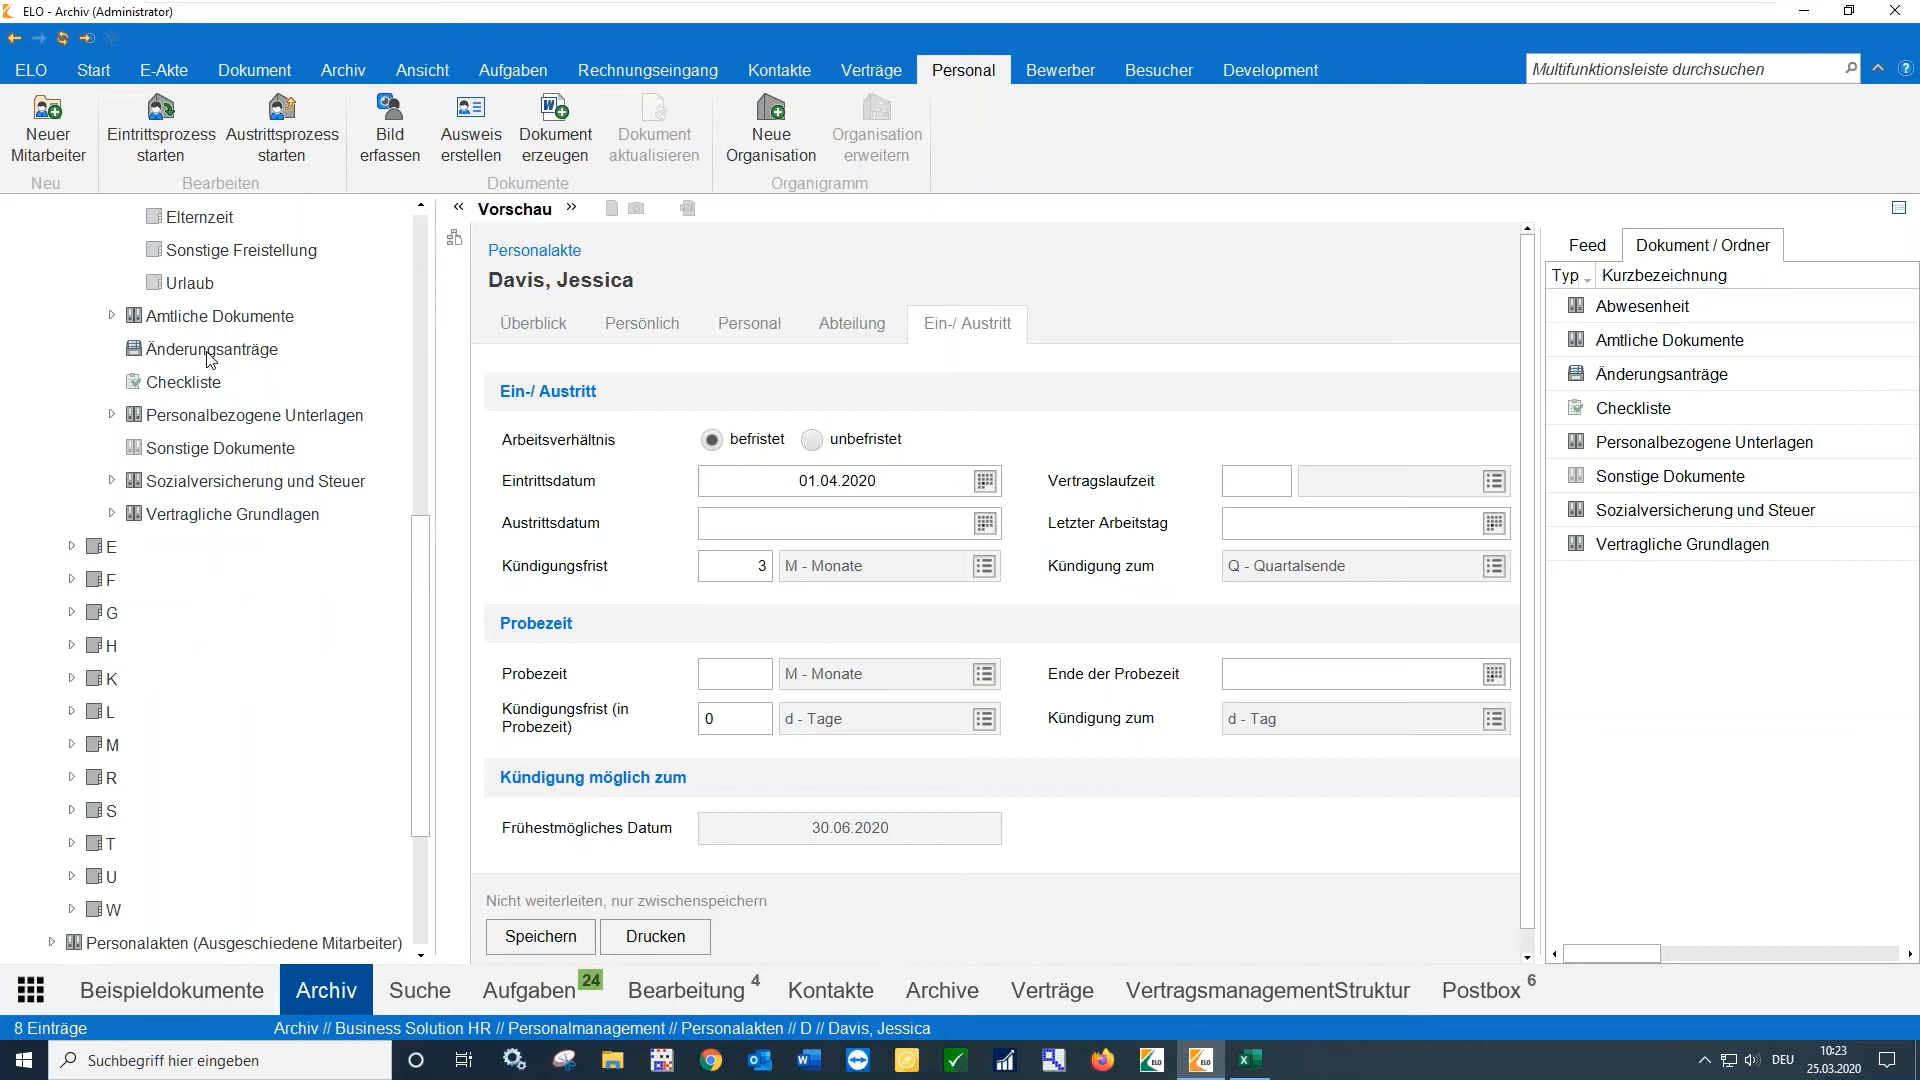 ELO - Archiv (Administrator)
ELO Start E-Akte Dokument Archiv Ansicht Aufgaben Rechnungseingang Kontakte Verträge Personal Bewerber Besucher Development
Multifunktionsleiste durchsuchen
Neuer Mitarbeiter
Eintrittsprozess starten
Austrittsprozess starten
Bild erfassen
Ausweis erstellen
Dokument erzeugen
Dokument aktualisieren
Neue Organisation
Organisation erweitern
Neu Bearbeiten Dokumente Organigramm
Elternzeit
Sonstige Freistellung
Urlaub
Amtliche Dokumente
Änderungsanträge
Checkliste
Personalbezogene Unterlagen
Sonstige Dokumente
Sozialversicherung und Steuer
Vertragliche Grundlagen
E
F
G
H
K
L
M
R
S
T
U
W
Personalakten (Ausgeschiedene Mitarbeiter)
« Vorschau »
Personalakte
Davis, Jessica
Überblick Persönlich Personal Abteilung Ein-/ Austritt
Ein-/ Austritt
Arbeitsverhältnis befristet unbefristet
Eintrittsdatum 01.04.2020 Vertragslaufzeit
Austrittsdatum Letzter Arbeitstag
Kündigungsfrist 3 M - Monate Kündigung zum Q - Quartalsende
Probezeit
Probezeit M - Monate Ende der Probezeit
Kündigungsfrist (in Probezeit) 0 d - Tage Kündigung zum d - Tag
Kündigung möglich zum
Frühestmögliches Datum 30.06.2020
Nicht weiterleiten, nur zwischenspeichern
Speichern Drucken
Feed Dokument / Ordner
Typ Kurzbezeichnung
Abwesenheit
Amtliche Dokumente
Änderungsanträge
Checkliste
Personalbezogene Unterlagen
Sonstige Dokumente
Sozialversicherung und Steuer
Vertragliche Grundlagen
Beispieldokumente Archiv Suche Aufgaben 24 Bearbeitung 4 Kontakte Archive Verträge VertragsmanagementStruktur Postbox 6
8 Einträge Archiv // Business Solution HR // Personalmanagement // Personalakten // D // Davis, Jessica
Suchbegriff hier eingeben
DEU
10:23
25.03.2020